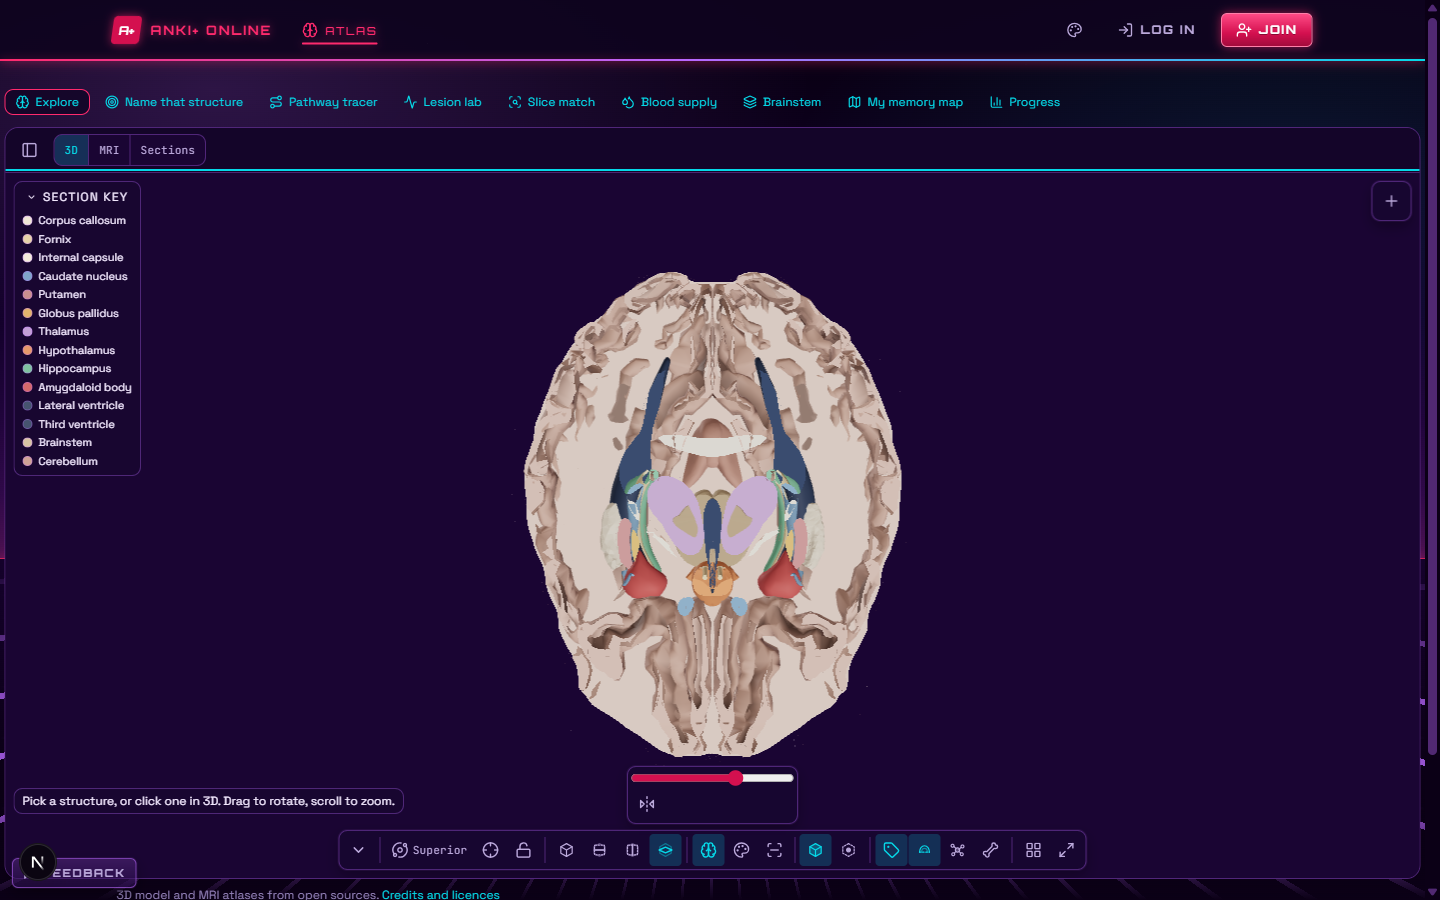 A+ ANKI+ ONLINE
ATLAS
LOG IN
JOIN
Explore
Name that structure
Pathway tracer
Lesion lab
Slice match
Blood supply
Brainstem
My memory map
Progress
3D
MRI
Sections
SECTION KEY
Corpus callosum
Fornix
Internal capsule
Caudate nucleus
Putamen
Globus pallidus
Thalamus
Hypothalamus
Hippocampus
Amygdaloid body
Lateral ventricle
Third ventricle
Brainstem
Cerebellum
Pick a structure, or click one in 3D. Drag to rotate, scroll to zoom.
Superior
N
EEDBACK
3D model and MRI atlases from open sources. Credits and licences